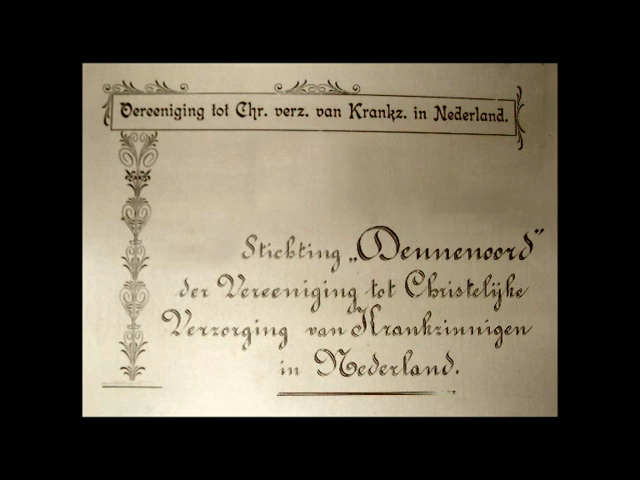 Vereeniging tot Chr. verz. van Krankz. in Nederland.
Stichting „Dennenoord”
der Vereeniging tot Christelijke
Verzorging van Krankzinnigen
in Nederland.